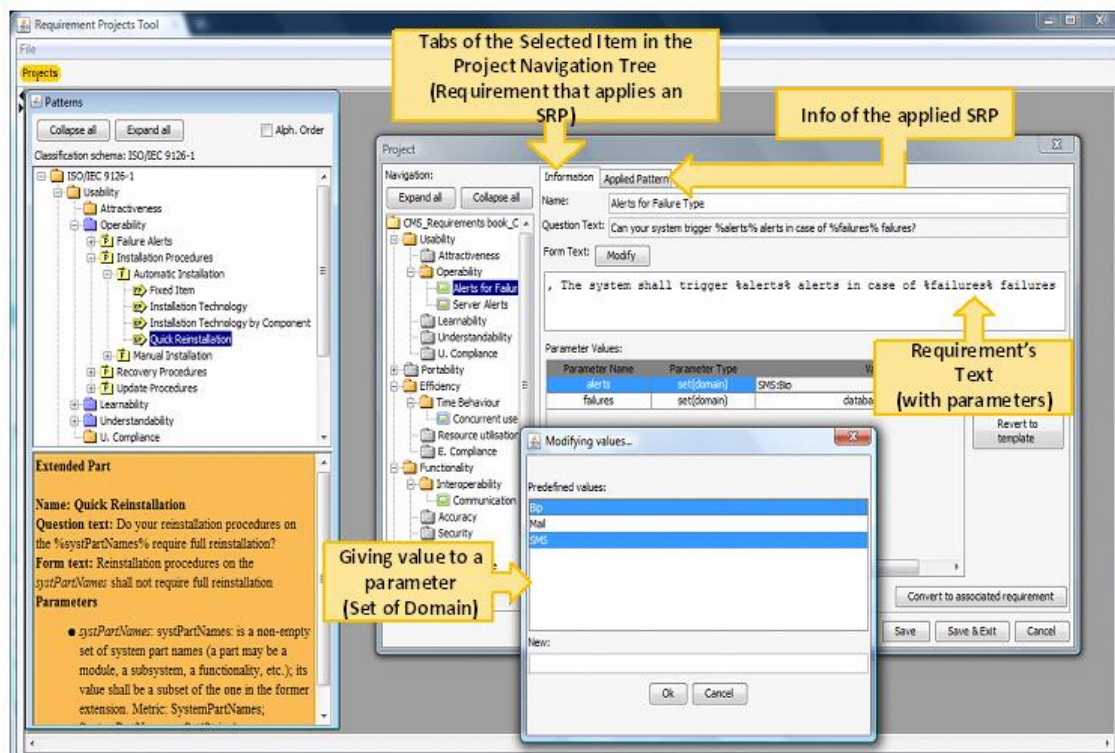 Requirement Projects Tool
File
Projects
Tabs of the Selected Item in the
Project Navigation Tree
(Requirement that applies an
SRP)
Info of the applied SRP
Patterns
Collapse all Expand all Alph. Order
Classification schema: ISO/IEC 9126-1
ISO/IEC 9126-1
Usability
Attractiveness
Operability
Failure Alerts
Installation Procedures
Automatic Installation
Fixed Item
Installation Technology
Installation Technology by Component
Quick Reinstallation
Manual Installation
Recovery Procedures
Update Procedures
Learnability
Understandability
U. Compliance
Extended Part
Name: Quick Reinstallation
Question text: Do your reinstallation procedures on
the %systPartNames% require full reinstallation?
Form text: Reinstallation procedures on the
systPartNames shall not require full reinstallation
Parameters
systPartNames: systPartNames: is a non-empty
set of system part names (a part may be a
module, a subsystem, a functionality, etc.); its
value shall be a subset of the one in the former
extension. Metric: SystemPartNames;
Project
Navigation:
Expand all Collapse all
CMS_Requirements book_C
Usability
Attractiveness
Operability
Alerts for Failur
Server Alerts
Learnability
Understandability
U. Compliance
Portability
Efficiency
Time Behaviour
Concurrent use
Resource utilisation
E. Compliance
Functionality
Interoperability
Communication
Accuracy
Security
Information Applied Pattern
Name: Alerts for Failure Type
Question Text: Can your system trigger %alerts% alerts in case of %failures% failures?
Form Text: Modify
, The system shall trigger %alerts% alerts in case of %failures% failures
Parameter Values:
Parameter Name Parameter Type Va
alerts set(domain) SMS:Bip
failures set(domain) datab
Requirement's
Text
(with parameters)
Revert to
template
Convert to associated requirement
Save Save & Exit Cancel
Modifying values...
Predefined values:
Bip
Mail
SMS
New:
Ok Cancel
Giving value to a
parameter
(Set of Domain)